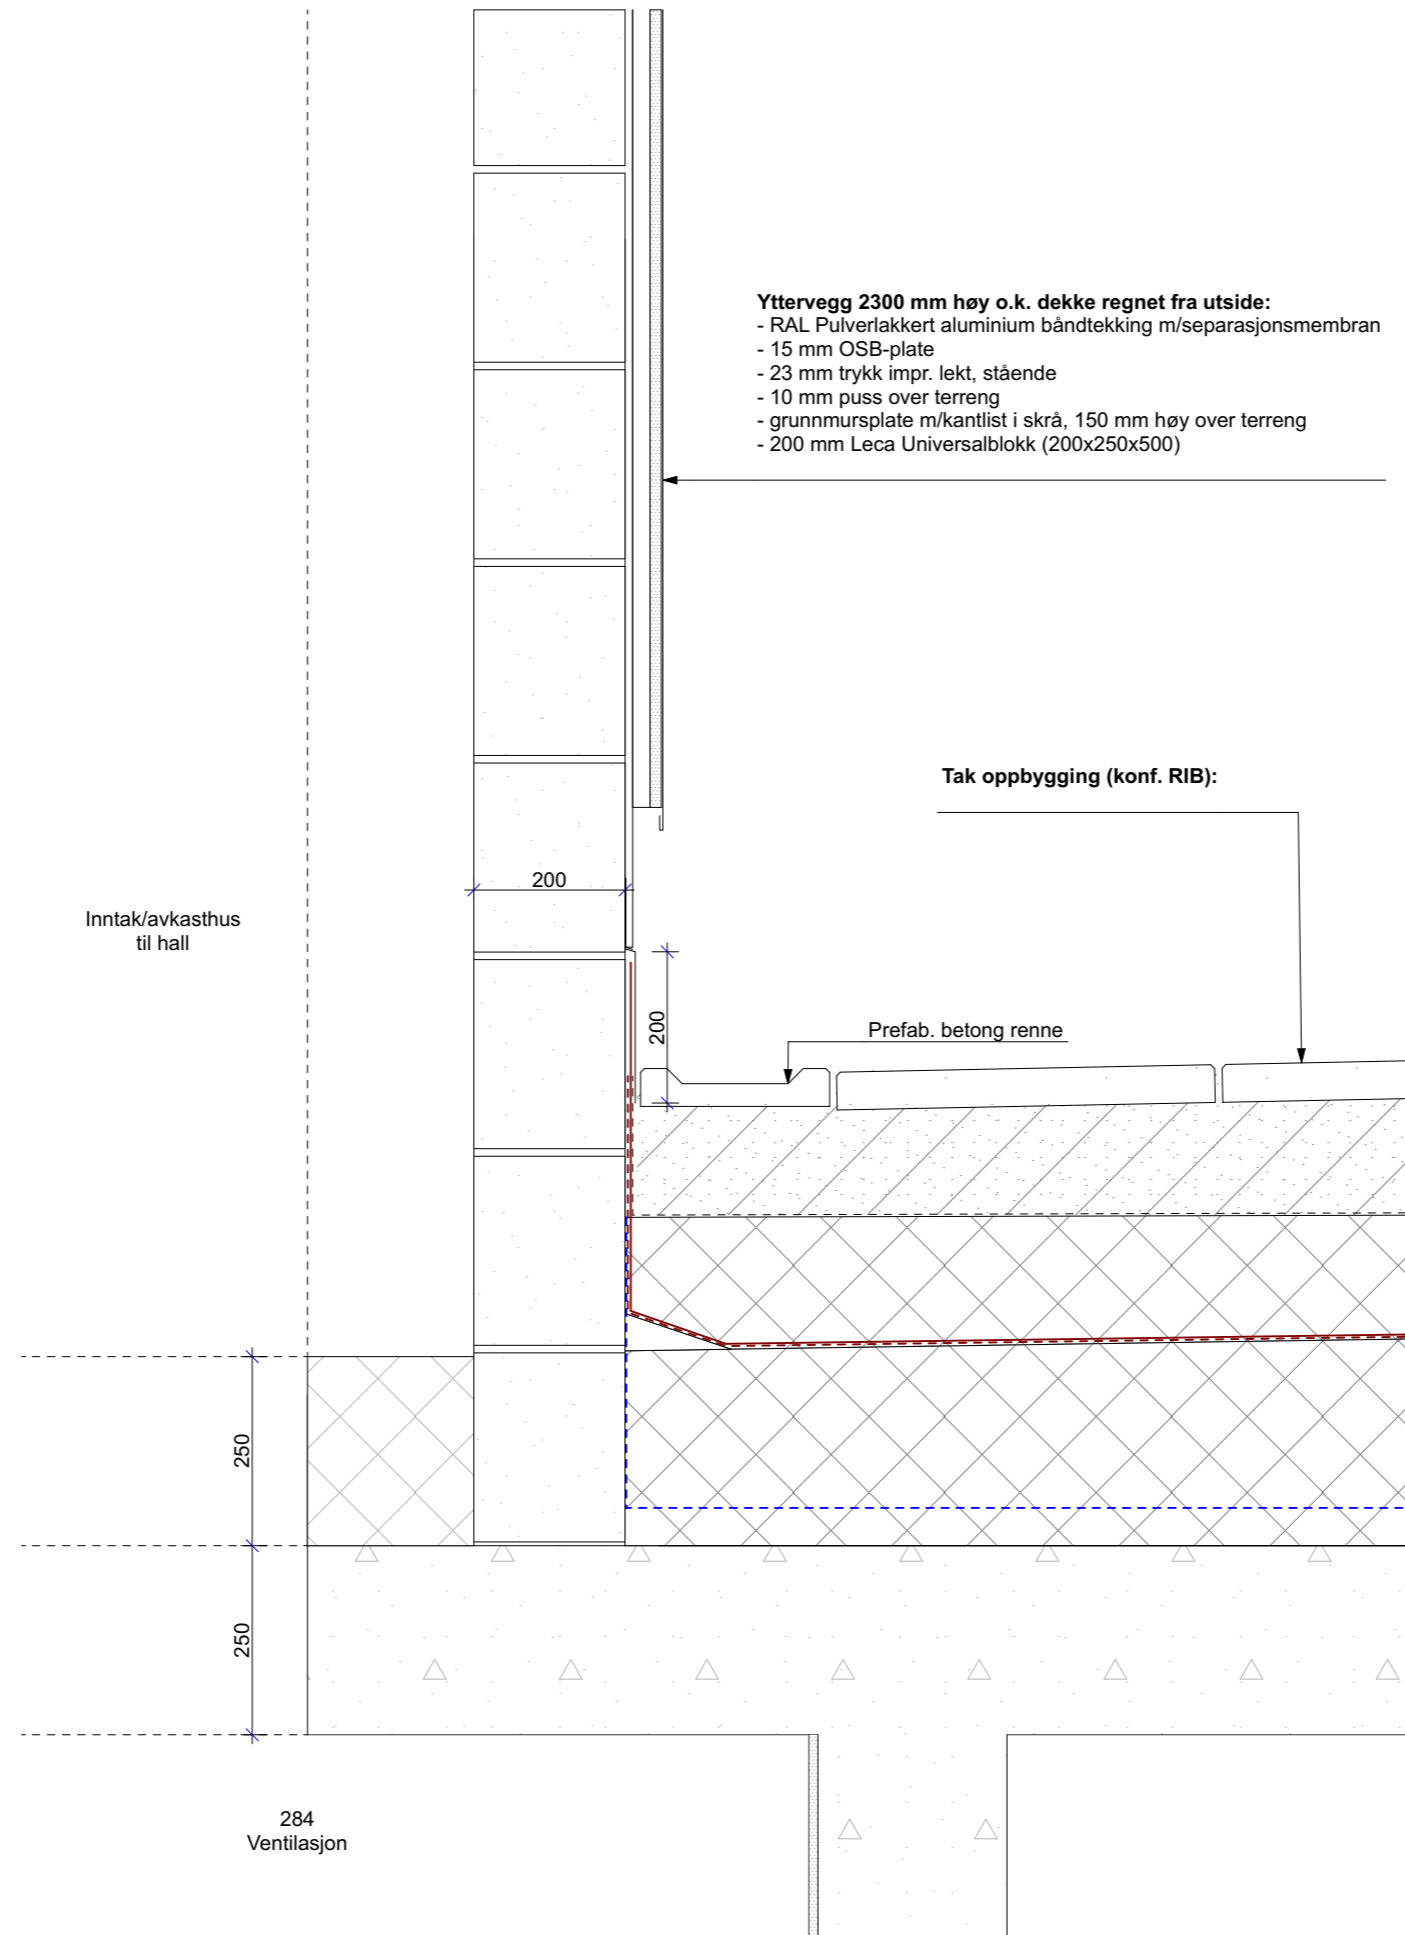 Yttervegg 2300 mm høy o.k. dekke regnet fra utside:
- RAL Pulverlakkert aluminium båndtekking m/separasjonsmembran
- 15 mm OSB-plate
- 23 mm trykk impr. lekt, stående
- 10 mm puss over terreng
- grunnmursplate m/kantlist i skrå, 150 mm høy over terreng
- 200 mm Leca Universalblokk (200x250x500)
Tak oppbygging (konf. RIB):
200
Inntak/avkasthus
til hall
200
Prefab. betong renne
250
250
284
Ventilasjon